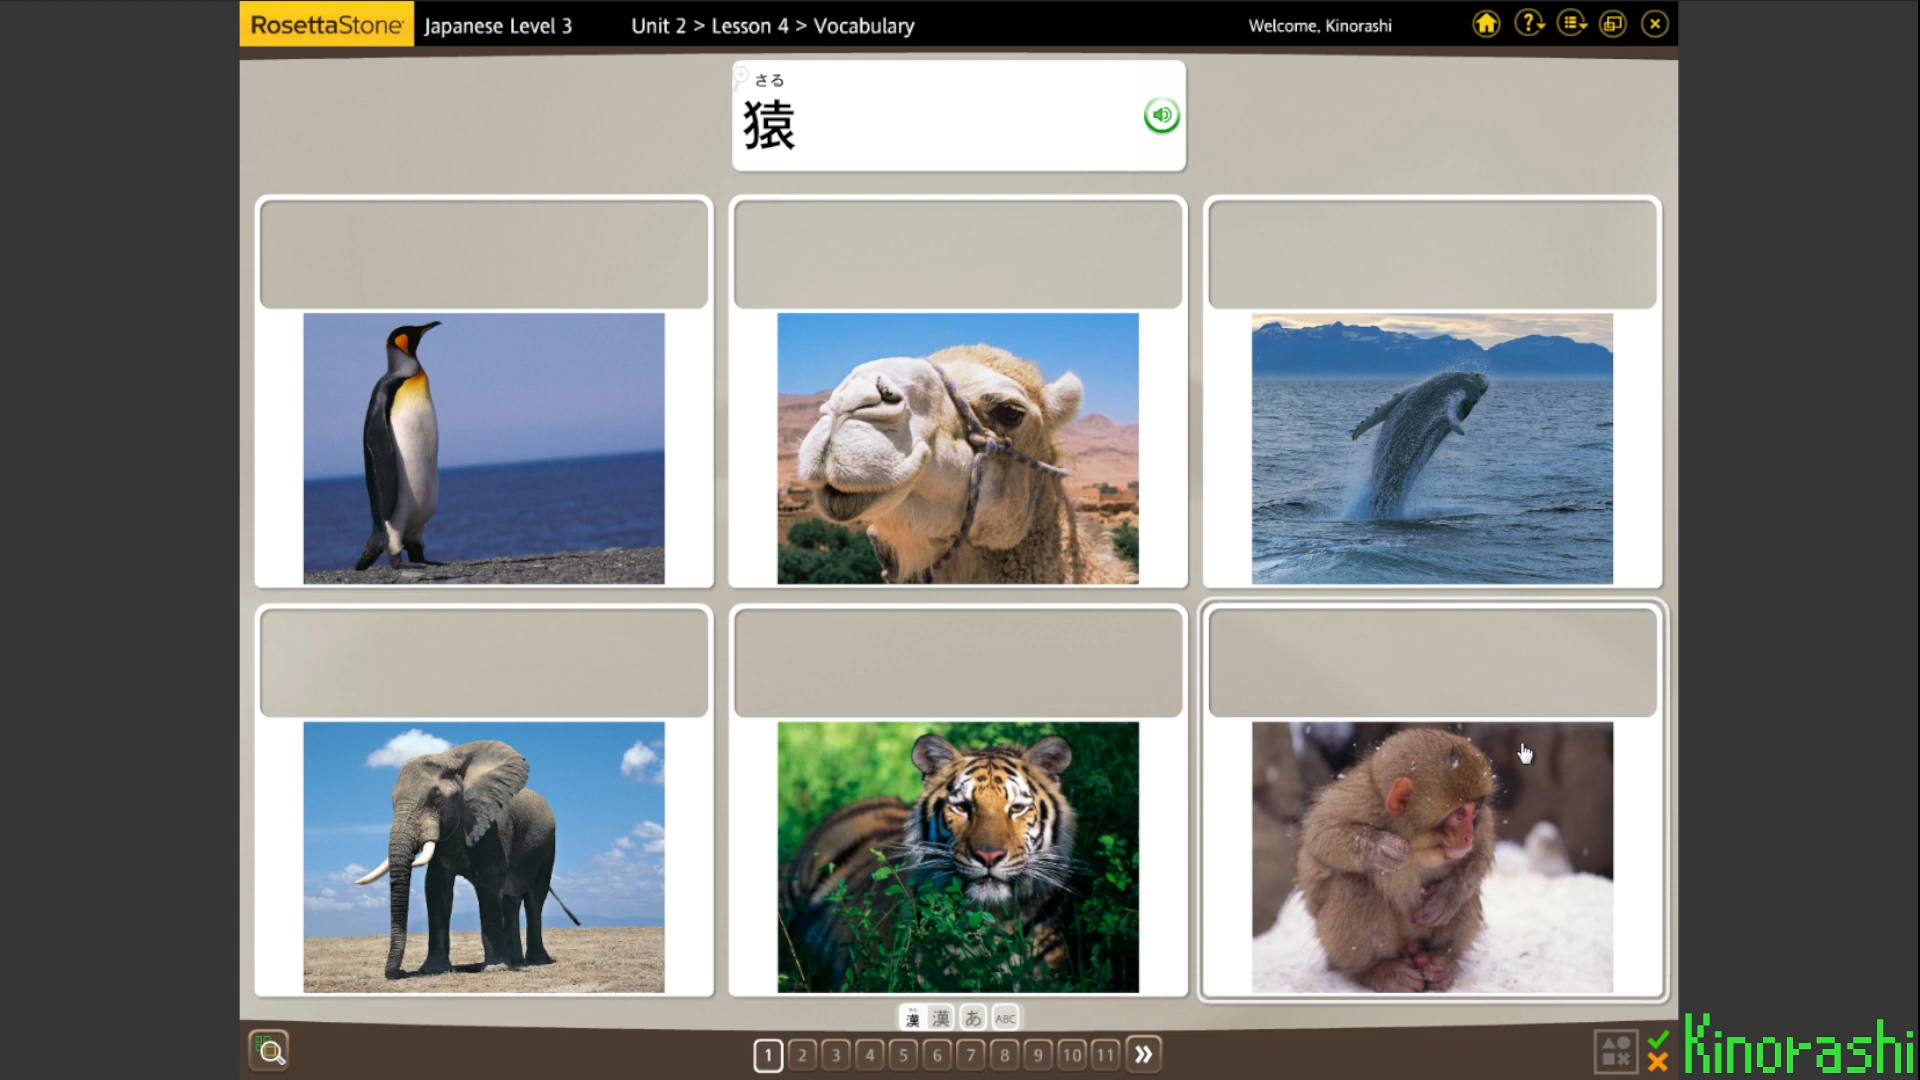 RosettaStone
Japanese Level 3
Unit 2 > Lesson 4 > Vocabulary
Welcome, Kinorashi
さる
猿
漢 漢 あ ABC
1 2 3 4 5 6 7 8 9 10 11 »
Kinorashi